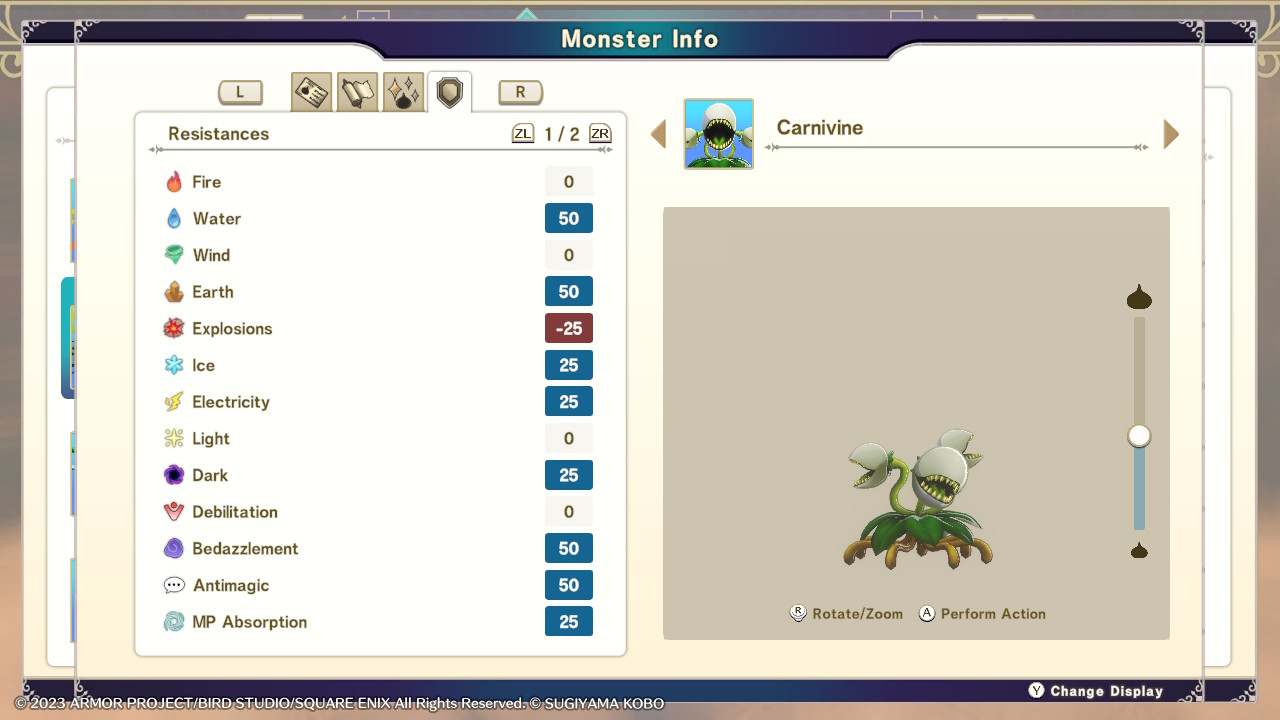 Monster Info
L
R
Resistances
ZL 1 / 2 ZR
Fire 0
Water 50
Wind 0
Earth 50
Explosions -25
Ice 25
Electricity 25
Light 0
Dark 25
Debilitation 0
Bedazzlement 50
Antimagic 50
MP Absorption 25
Carnivine
R Rotate/Zoom A Perform Action
Y Change Display
© 2023 ARMOR PROJECT/BIRD STUDIO/SQUARE ENIX All Rights Reserved. © SUGIYAMA KOBO